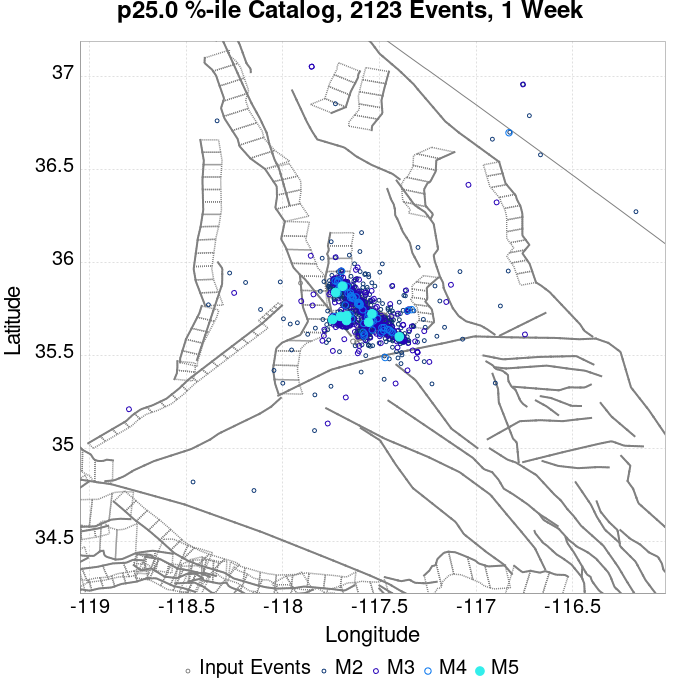 p25.0 %-ile Catalog, 2123 Events, 1 Week
37
36.5
36
35.5
35
34.5
Latitude
-119
-118.5
-118
-117.5
-117
-116.5
Longitude
Input Events
M2
M3
M4
M5